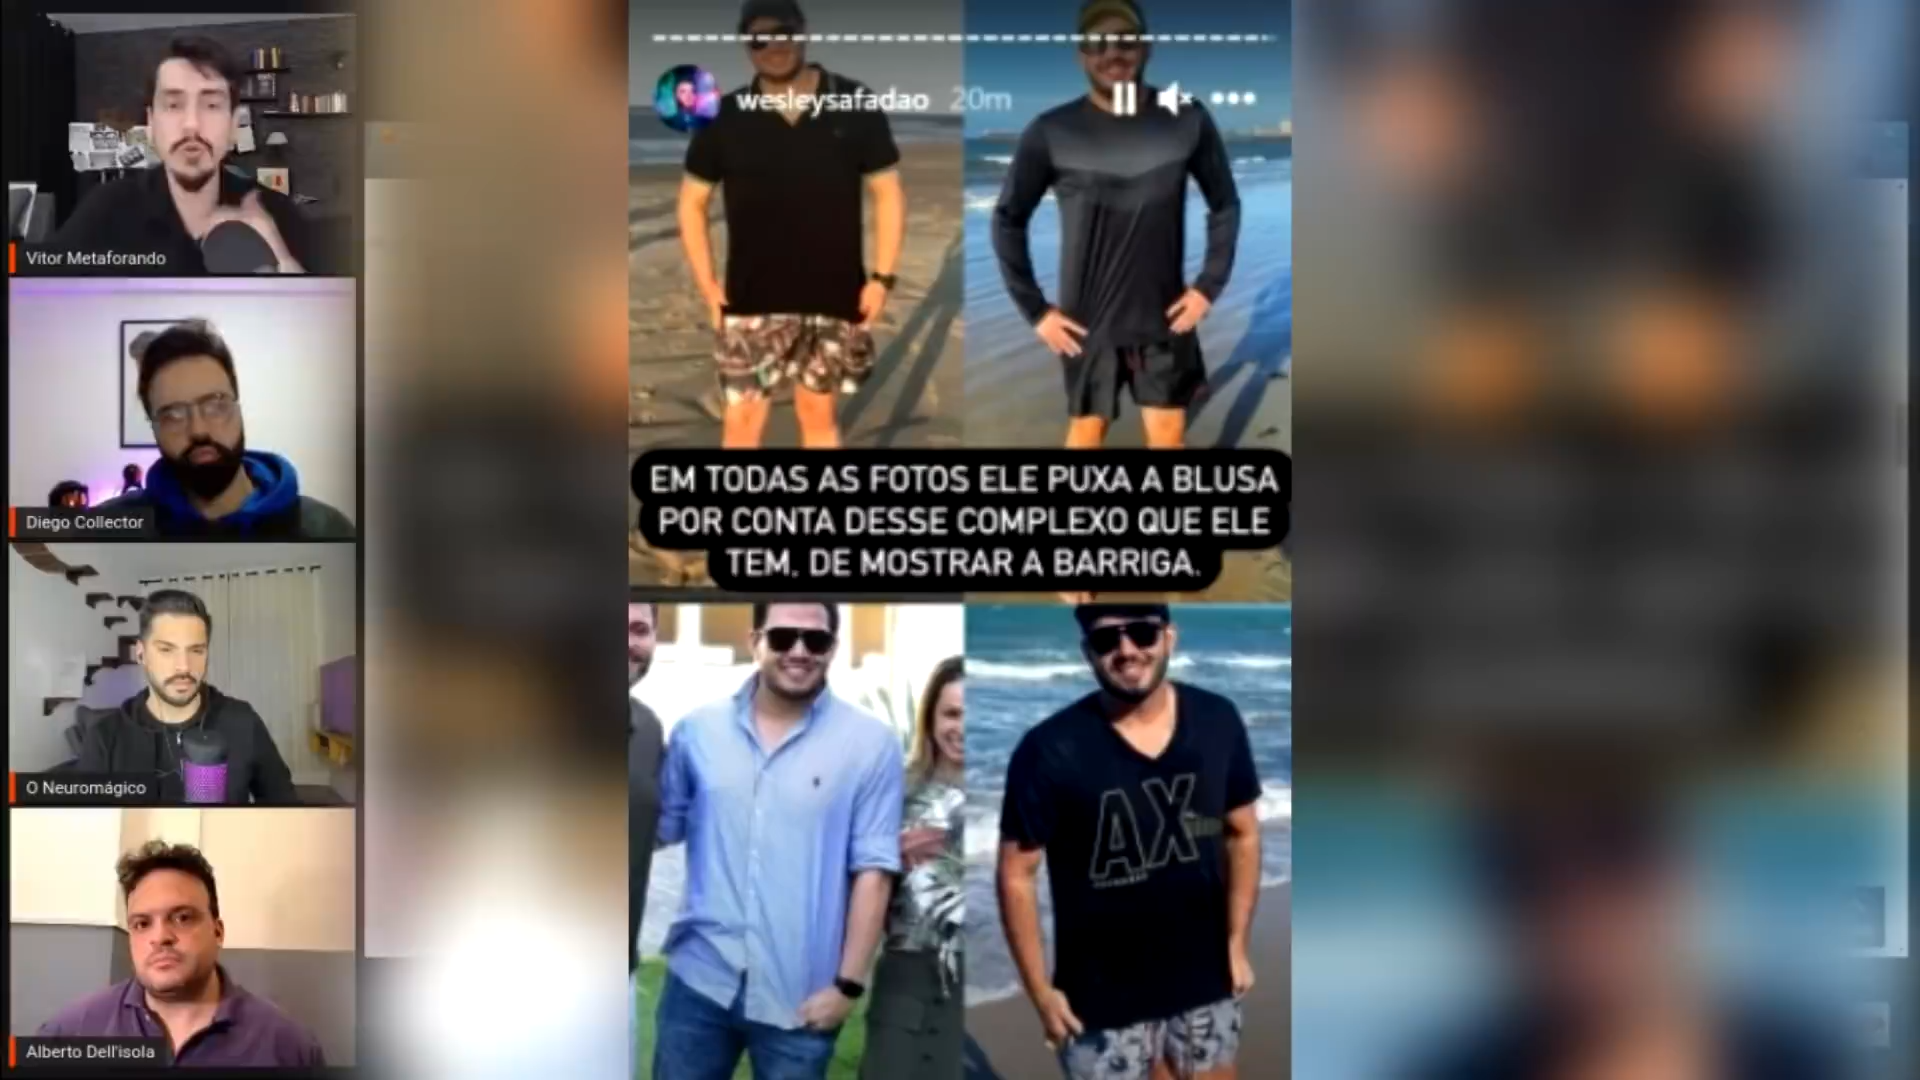 Vitor Metaforando
Diego Collector
O Neuromágico
Alberto Dell'isola
wesleysafadao 20m
EM TODAS AS FOTOS ELE PUXA A BLUSA
POR CONTA DESSE COMPLEXO QUE ELE
TEM. DE MOSTRAR A BARRIGA.
AX